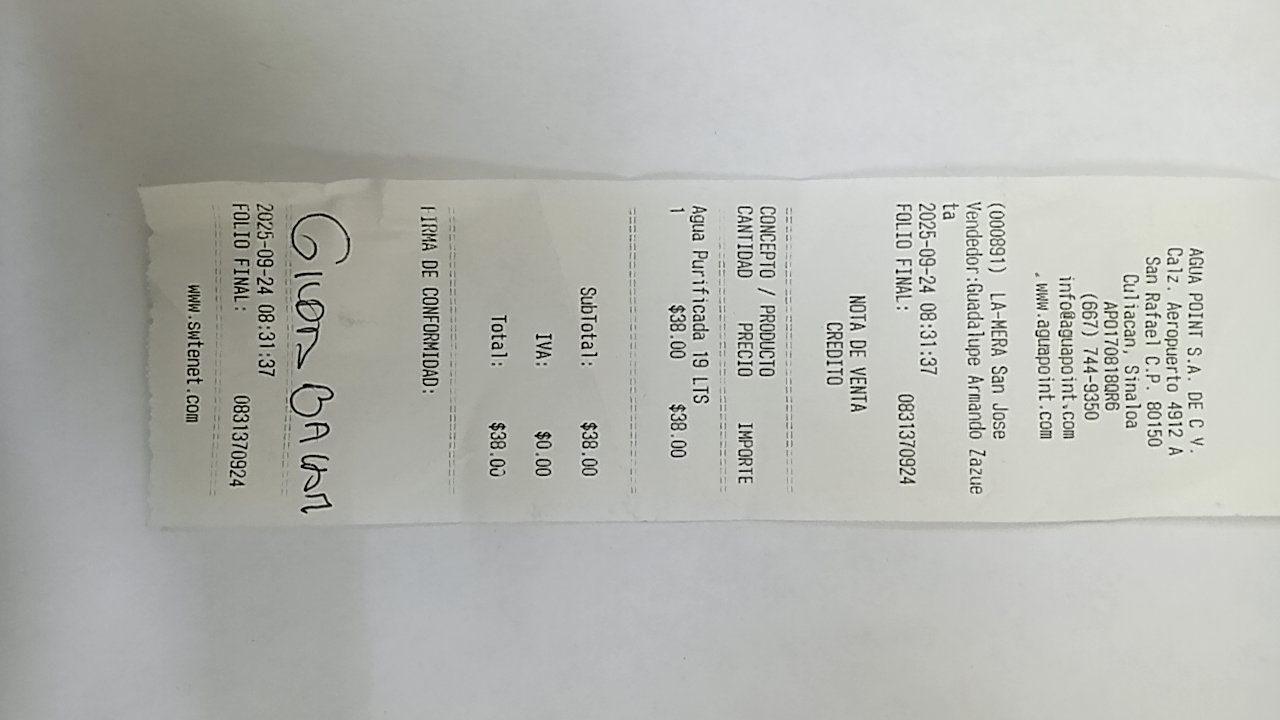 AGUA POINT S.A. DE C V.
Calz. Aeropuerto 4912 A
San Rafael C.P. 80150
Culiacan, Sinaloa
APO170818QR6
(667) 744-9350
info@aguapoint.com
www.aguapoint.com
(000891) LA-MERA San Jose
Vendedor:Guadalupe Armando Zazue
ta
2025-09-24 08:31:37
FOLIO FINAL: 0831370924
NOTA DE VENTA
CREDITO
CONCEPTO / PRODUCTO
CANTIDAD PRECIO IMPORTE
Agua Purificada 19 LTS
1 $38.00 $38.00
SubTotal: $38.00
IVA: $0.00
Total: $38.00
FIRMA DE CONFORMIDAD:
2025-09-24 08:31:37
FOLIO FINAL: 0831370924
www.swtenet.com